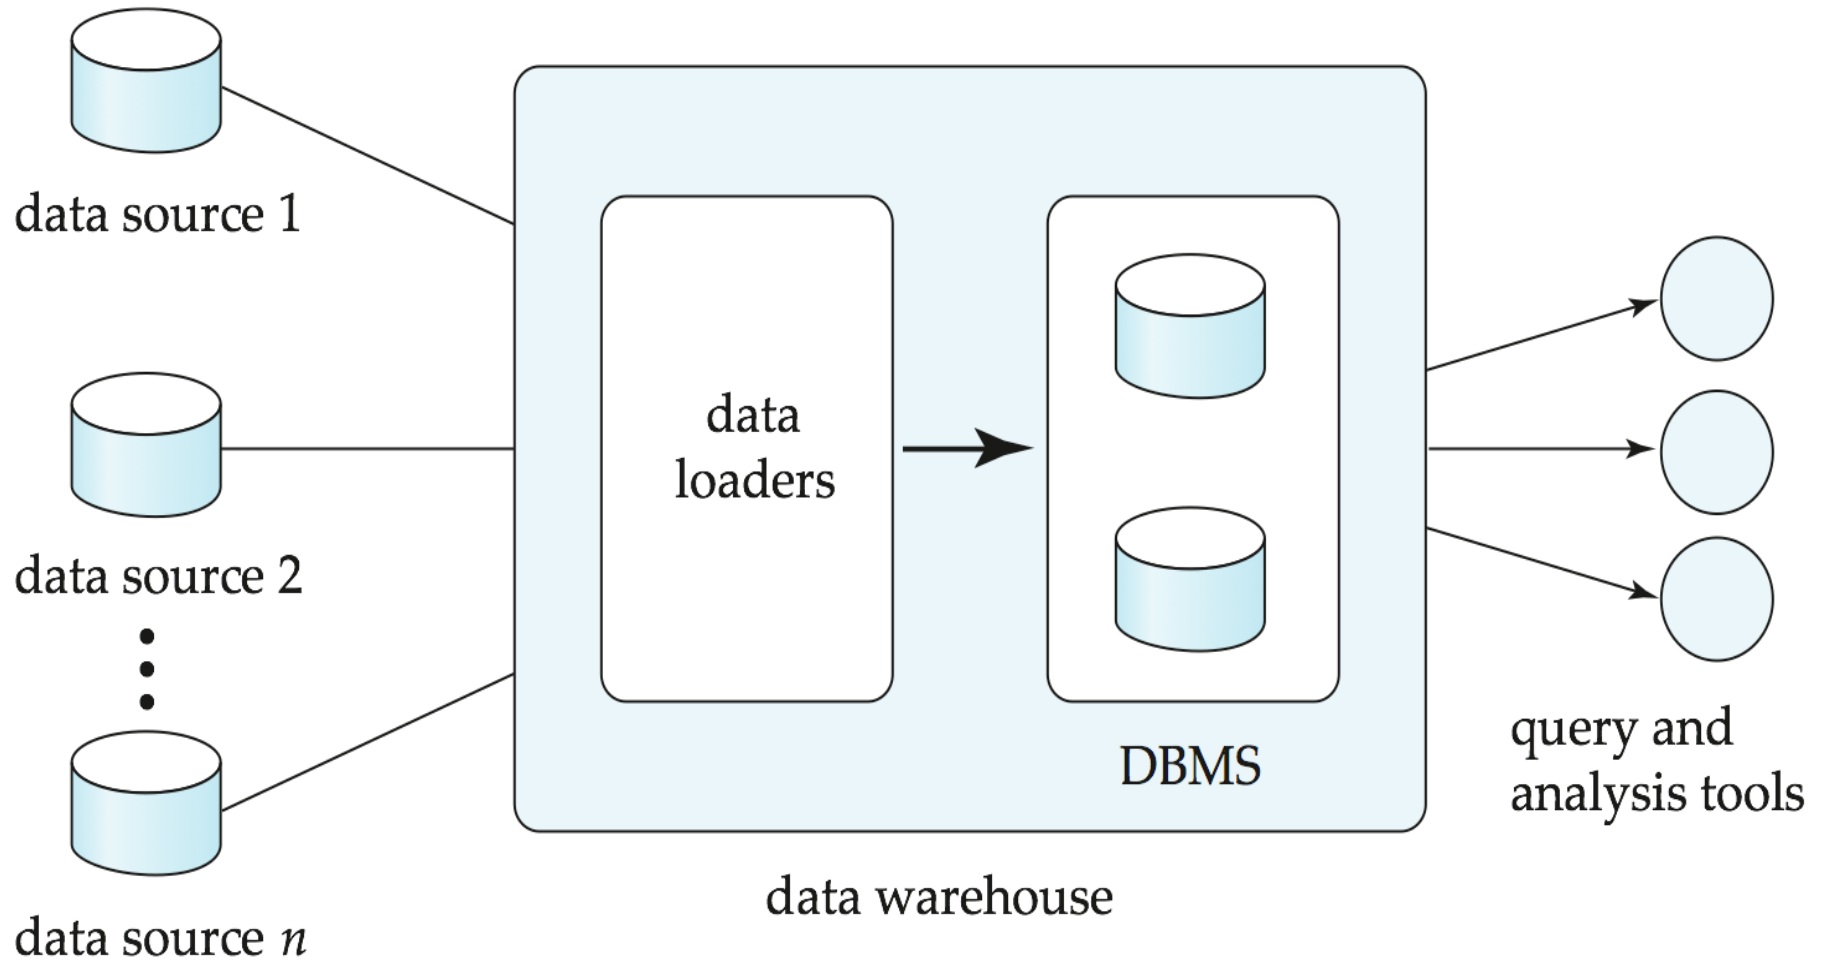 data source 1
data source 2
data source n
data
loaders
DBMS
data warehouse
query and
analysis tools